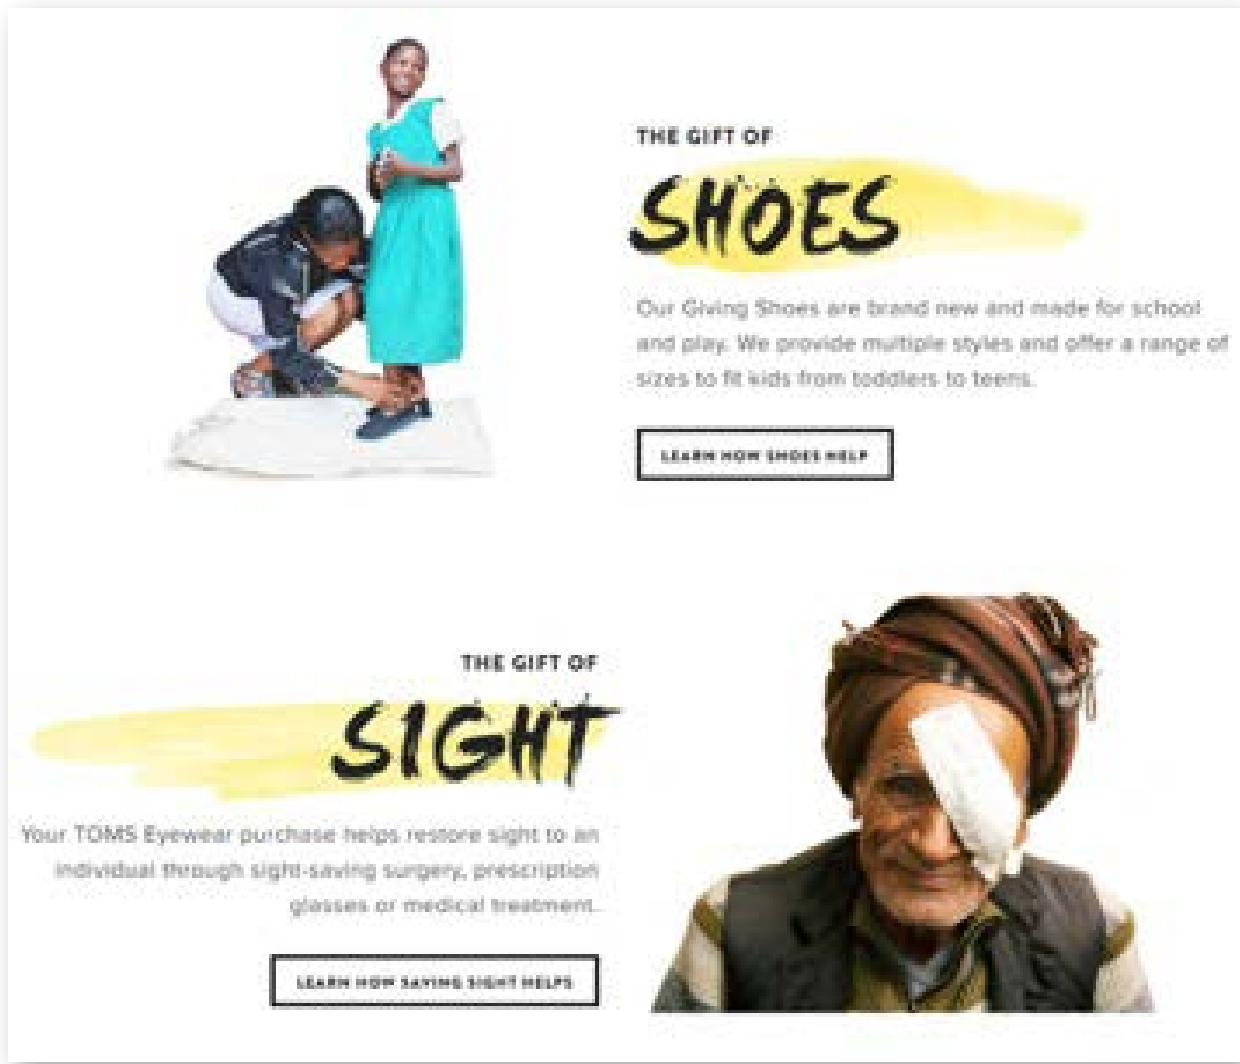 THE GIFT OF
SHOES
Our Giving Shoes are brand new and made for school
and play. We provide multiple styles and offer a range of
sizes to fit kids from toddlers to teens.
LEARN HOW SHOES HELP
THE GIFT OF
SIGHT
Your TOMS Eyewear purchase helps restore sight to an
individual through sight-saving surgery, prescription
glasses or medical treatment.
LEARN HOW SAVING SIGHT HELPS